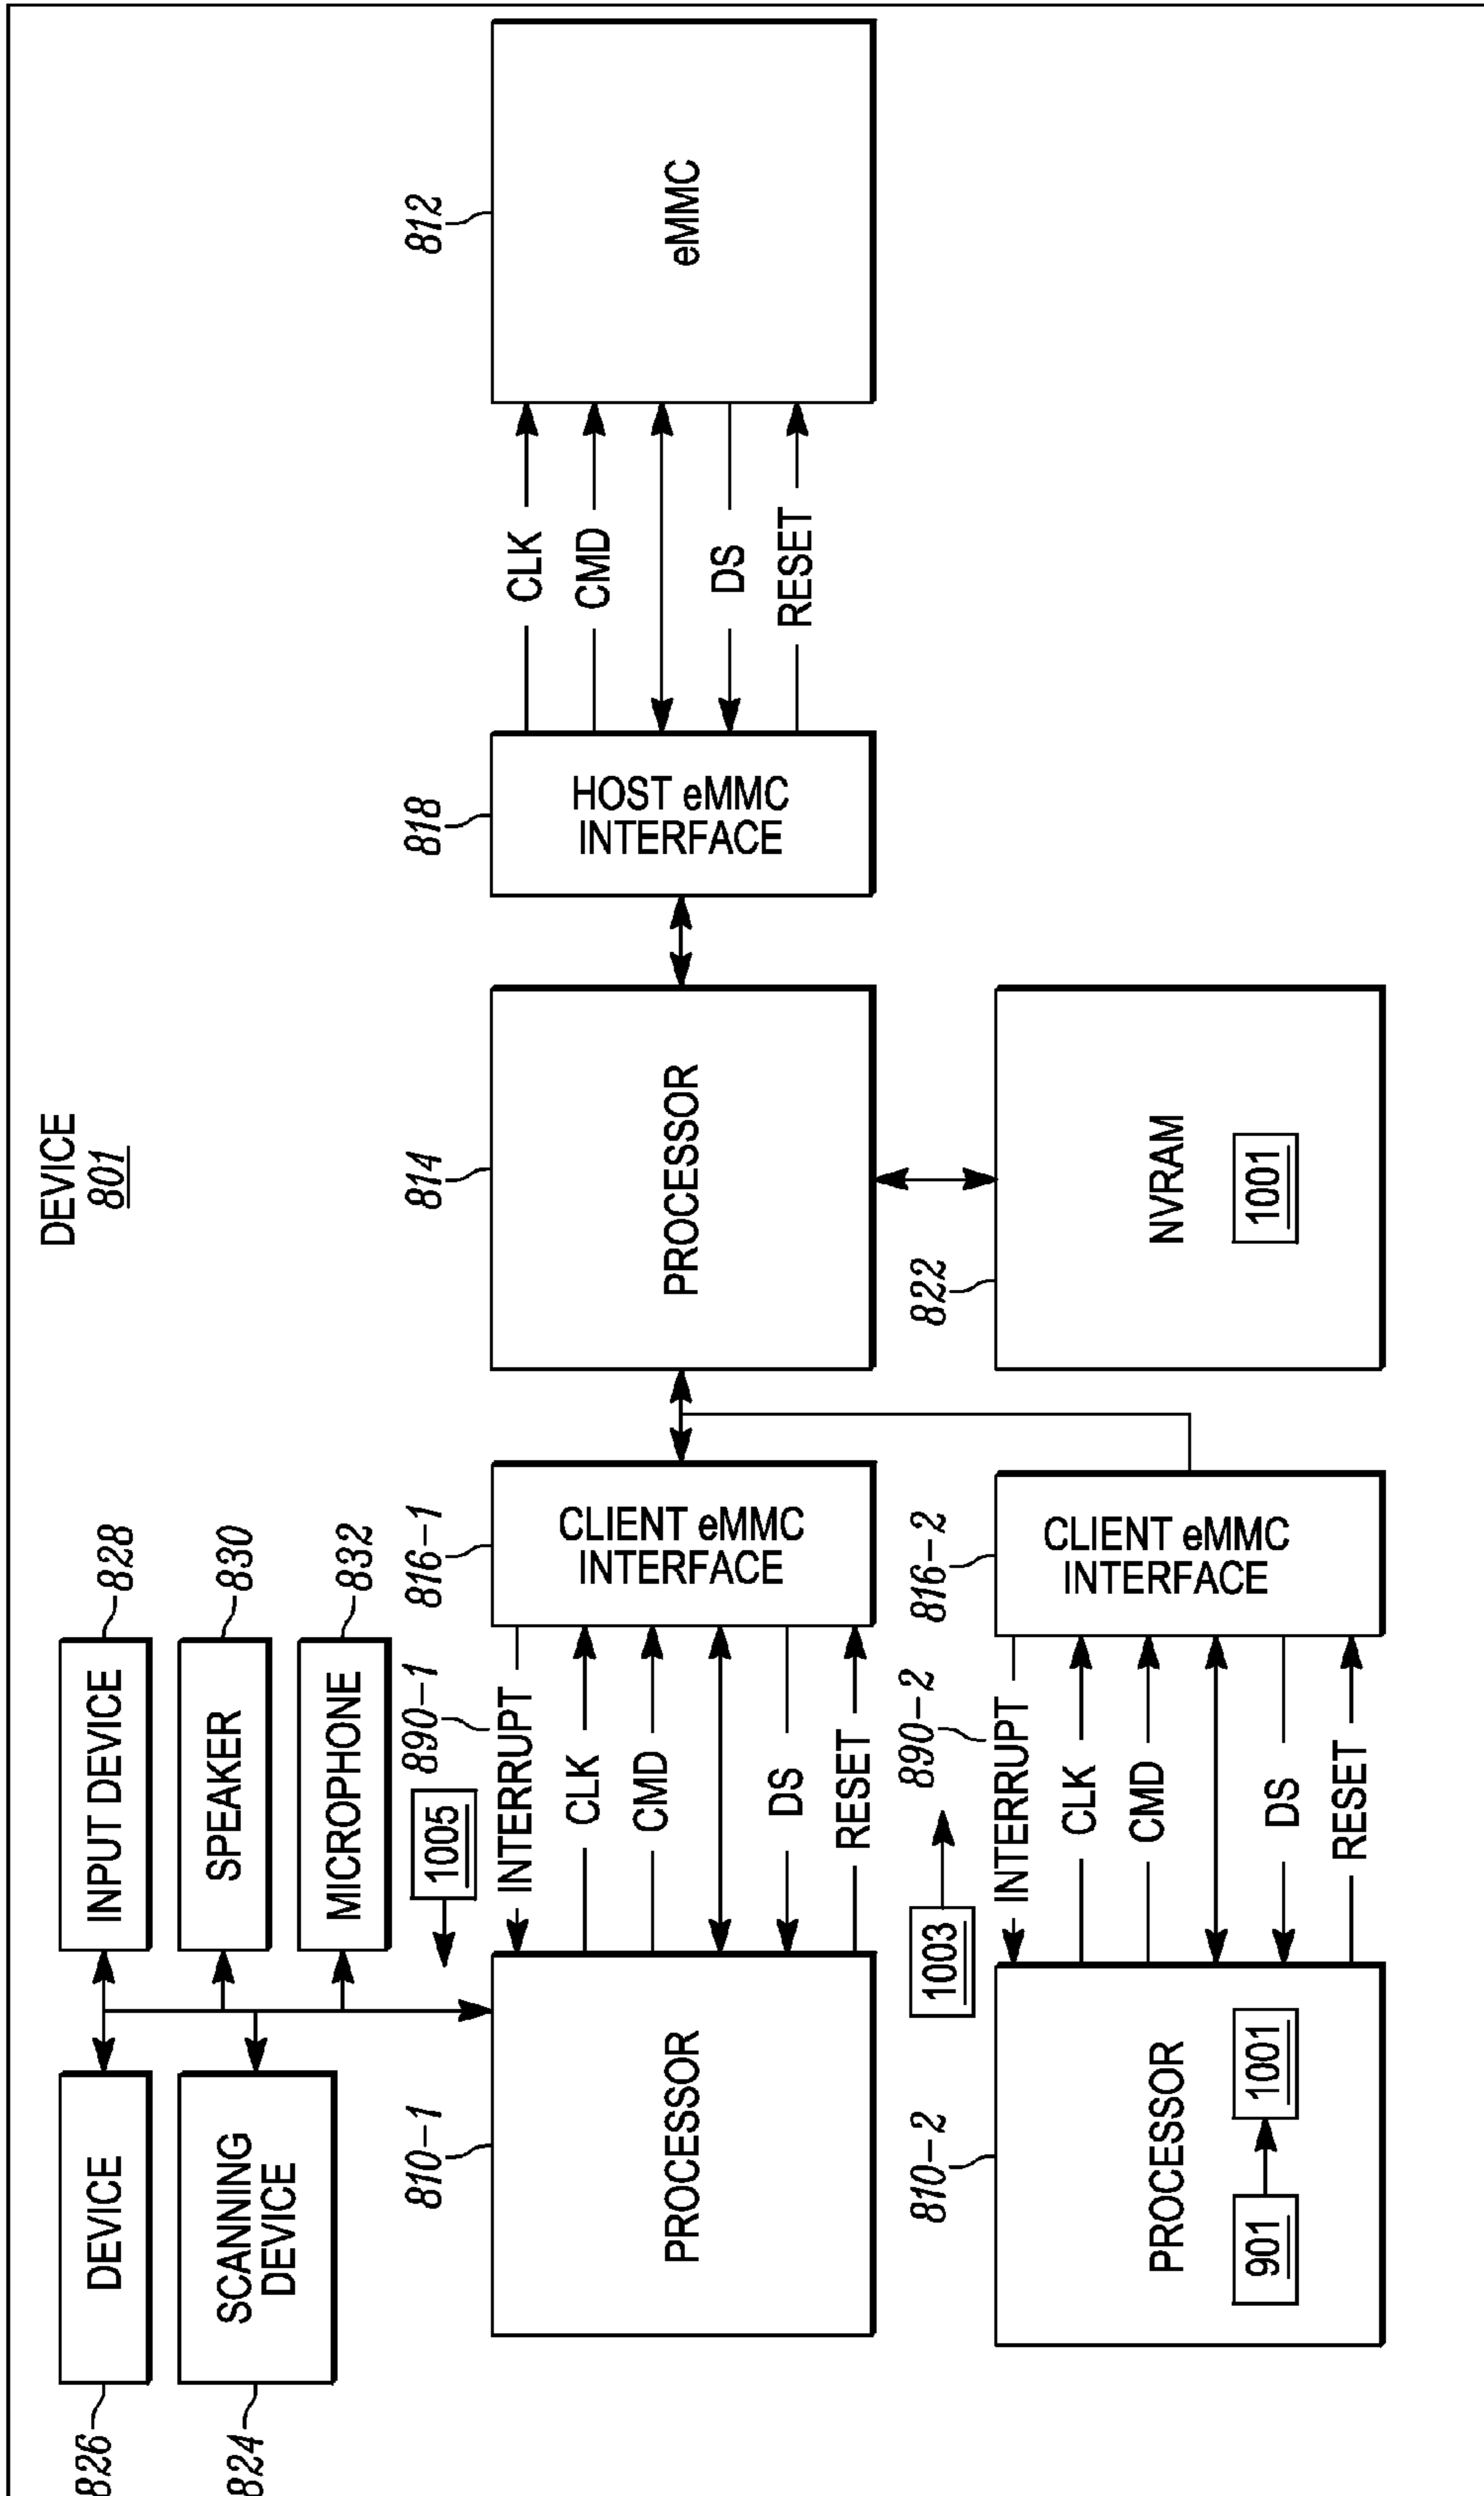 DEVICE
801
826
DEVICE
INPUT DEVICE
828
824
SCANNING
DEVICE
SPEAKER
830
MICROPHONE
832
1005
890-1
810-1
PROCESSOR
INTERRUPT
CLK
CMD
DS
RESET
816-1
CLIENT eMMC
INTERFACE
814
PROCESSOR
818
HOST eMMC
INTERFACE
CLK
CMD
DS
RESET
812
eMMC
1003
890-2
810-2
PROCESSOR
901
1001
INTERRUPT
CLK
CMD
DS
RESET
816-2
CLIENT eMMC
INTERFACE
822
NVRAM
1001